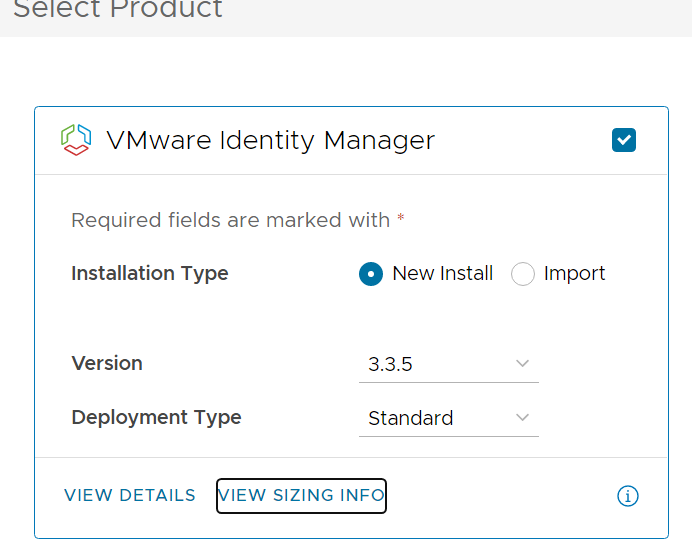 Select Product
VMware Identity Manager
Required fields are marked with *
Installation Type New Install Import
Version 3.3.5
Deployment Type Standard
VIEW DETAILS VIEW SIZING INFO